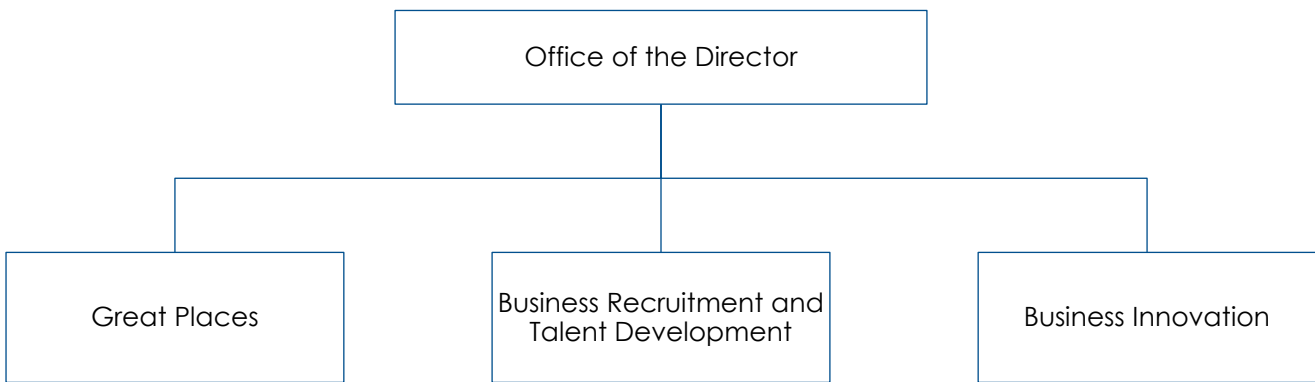 Office of the Director
Great Places
Business Recruitment and
Talent Development
Business Innovation